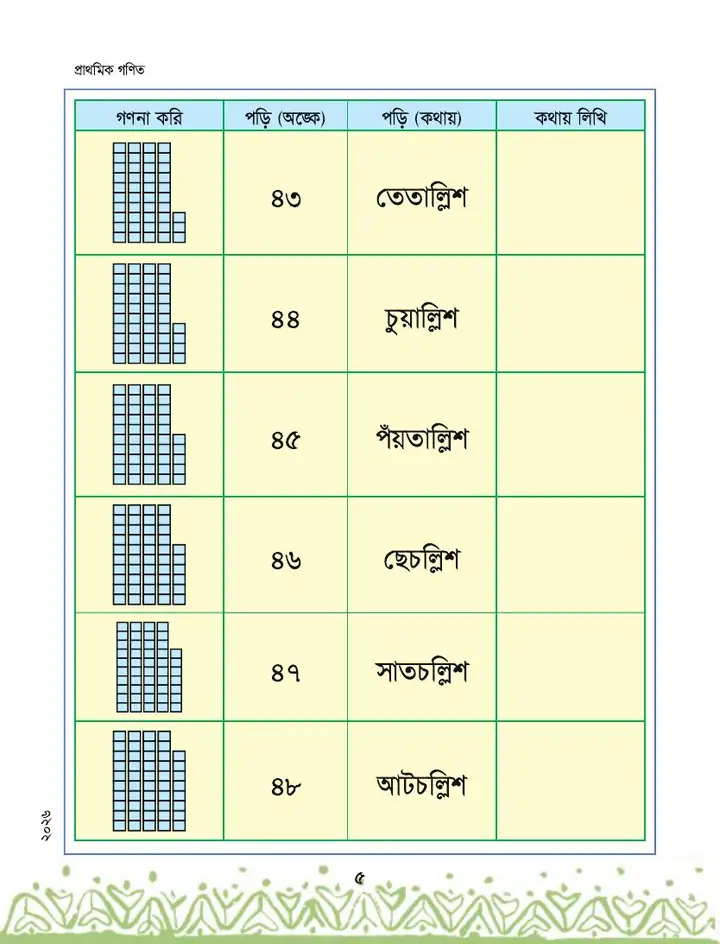 প্রাথমিক গণিত
গণনা করি পড়ি (অঙ্কে) পড়ি (কথায়) কথায় লিখি
৪৩ তেতাল্লিশ
৪৪ চুয়াল্লিশ
৪৫ পঁয়তাল্লিশ
৪৬ ছেচল্লিশ
৪৭ সাতচল্লিশ
৪৮ আটচল্লিশ
২০২৬
৫